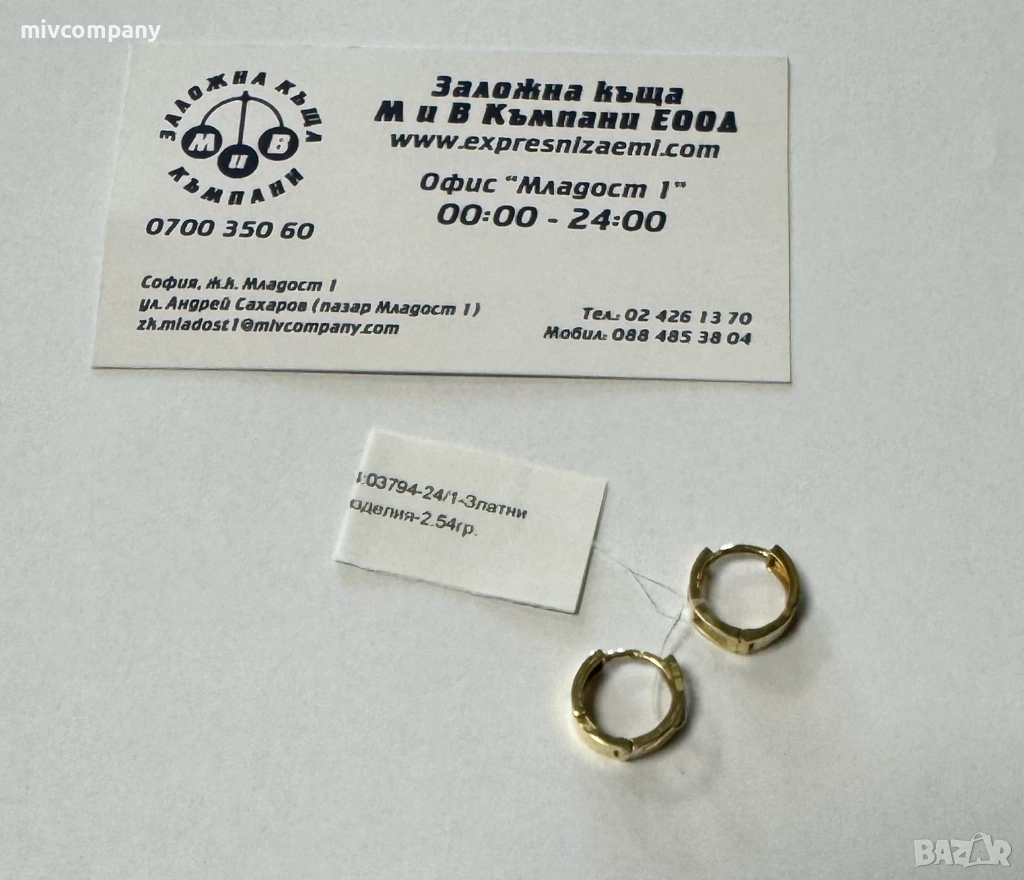 mivcompany
ЗАЛОЖНА КЪЩА
М и В
КЪМПАНИ
0700 350 60
Заложна къща
М и В Къмпани ЕООД
www.expresnizaemi.com
Офис "Младост 1"
00:00 - 24:00
София, ж.к. Младост 1
ул. Андрей Сахаров (пазар Младост 1)
zk.mladost1@mivcompany.com
Тел.: 02 426 13 70
Мобил: 088 485 38 04
:03794-24/1-Златни
зделия-2.54гр.
BAZAR